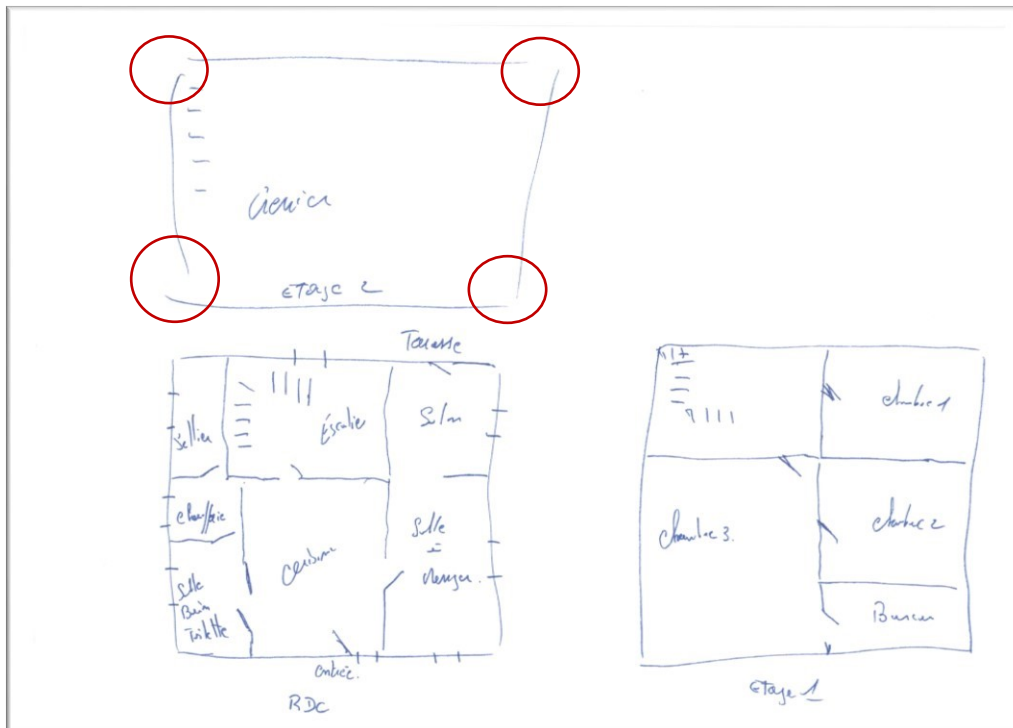 Grenier
ETage 2
Terrasse
Sellier
Escalier
Salon
Chaufferie
Cuisine
Salle
à
Manger.
Salle
Bain
Toilette
entrée.
RDC
chambre 1
Chambre 2
Chambre 3.
Bureau
Etage 1